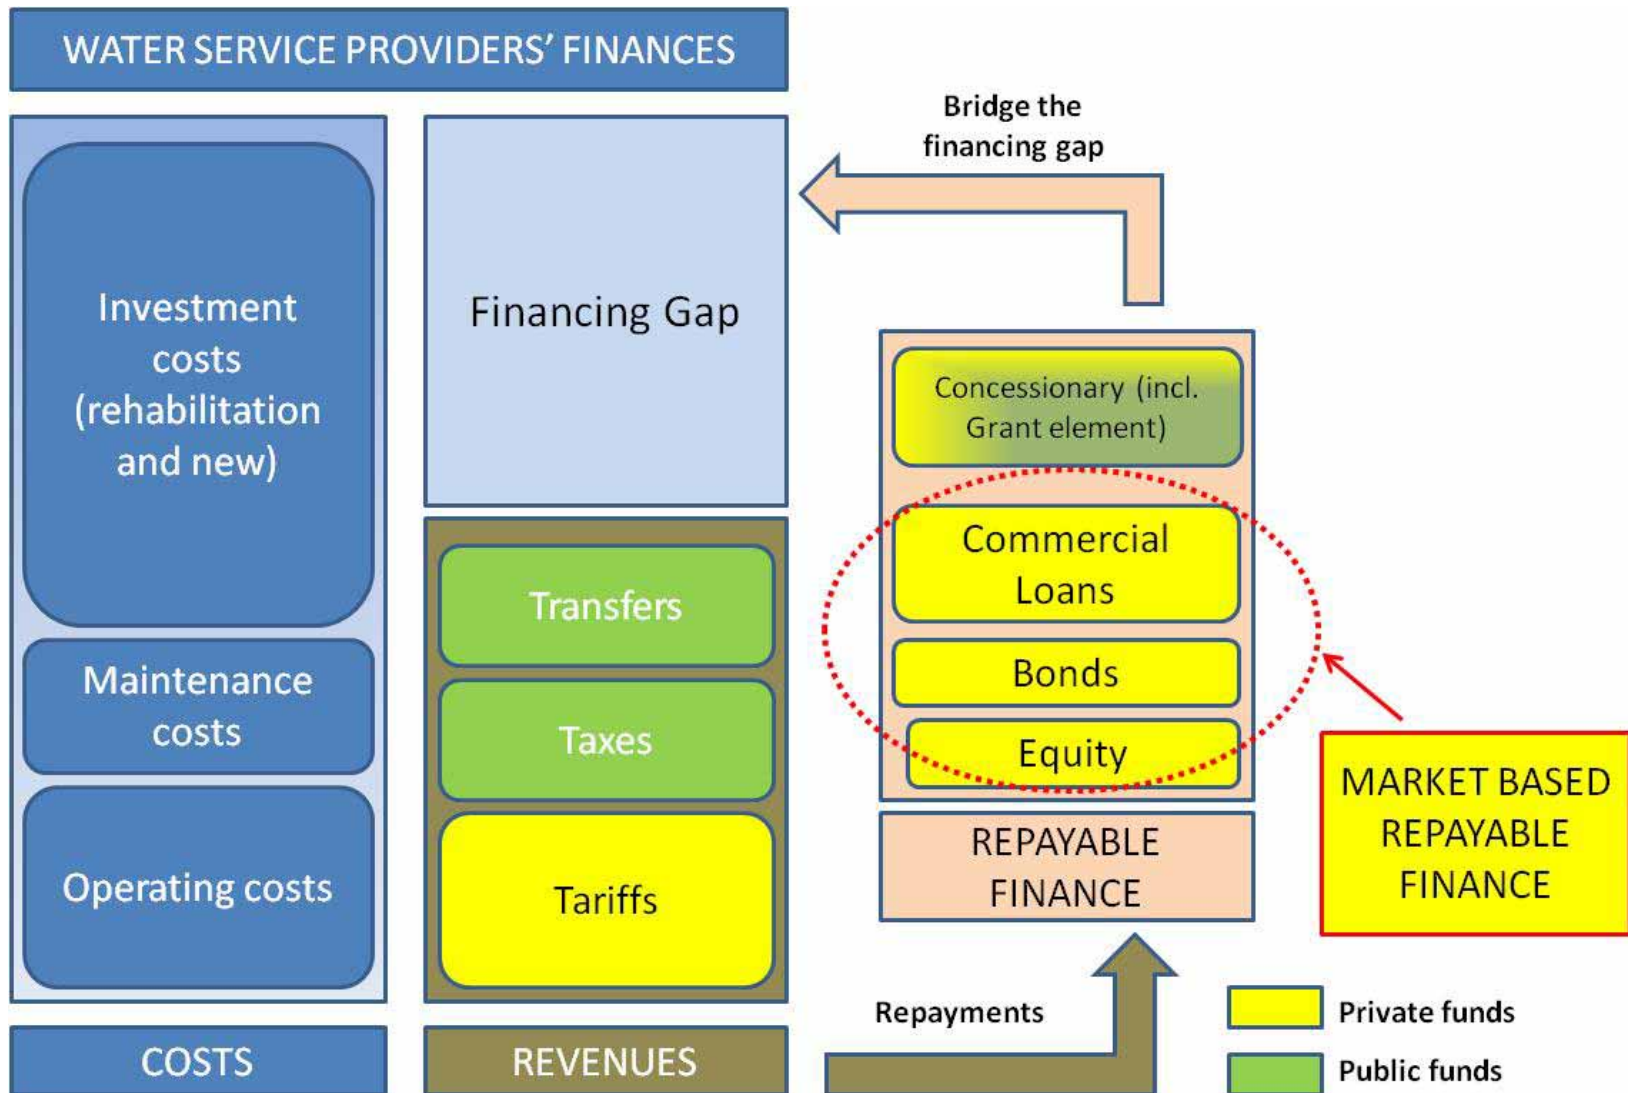 WATER SERVICE PROVIDERS’ FINANCES
Investment
costs
(rehabilitation
and new)
Maintenance
costs
Operating costs
COSTS
Financing Gap
Transfers
Taxes
Tariffs
REVENUES
Bridge the
financing gap
Concessionary (incl.
Grant element)
Commercial
Loans
Bonds
Equity
REPAYABLE
FINANCE
Repayments
MARKET BASED
REPAYABLE
FINANCE
Private funds
Public funds